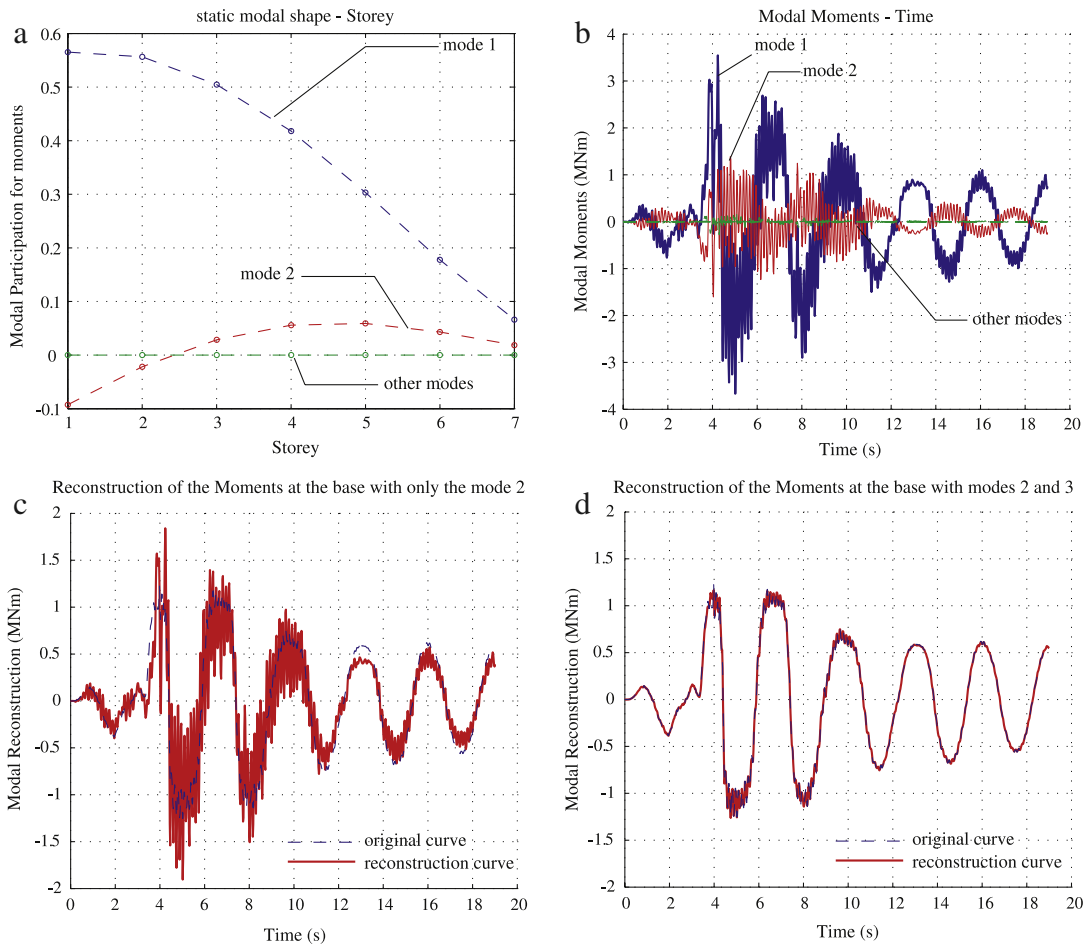 a
static modal shape - Storey
0.6
0.5
0.4
0.3
0.2
0.1
0
-0.1
Modal Participation for moments
mode 1
mode 2
other modes
1 2 3 4 5 6 7
Storey
b
Modal Moments - Time
4
3
2
1
0
-1
-2
-3
-4
Modal Moments (MNm)
mode 1
mode 2
other modes
0 2 4 6 8 10 12 14 16 18 20
Time (s)
c
Reconstruction of the Moments at the base with only the mode 2
2
1.5
1
0.5
0
-0.5
-1
-1.5
-2
Modal Reconstruction (MNm)
original curve
reconstruction curve
0 2 4 6 8 10 12 14 16 18 20
Time (s)
d
Reconstruction of the Moments at the base with modes 2 and 3
2
1.5
1
0.5
0
-0.5
-1
-1.5
-2
Modal Reconstruction (MNm)
original curve
reconstruction curve
0 2 4 6 8 10 12 14 16 18 20
Time (s)